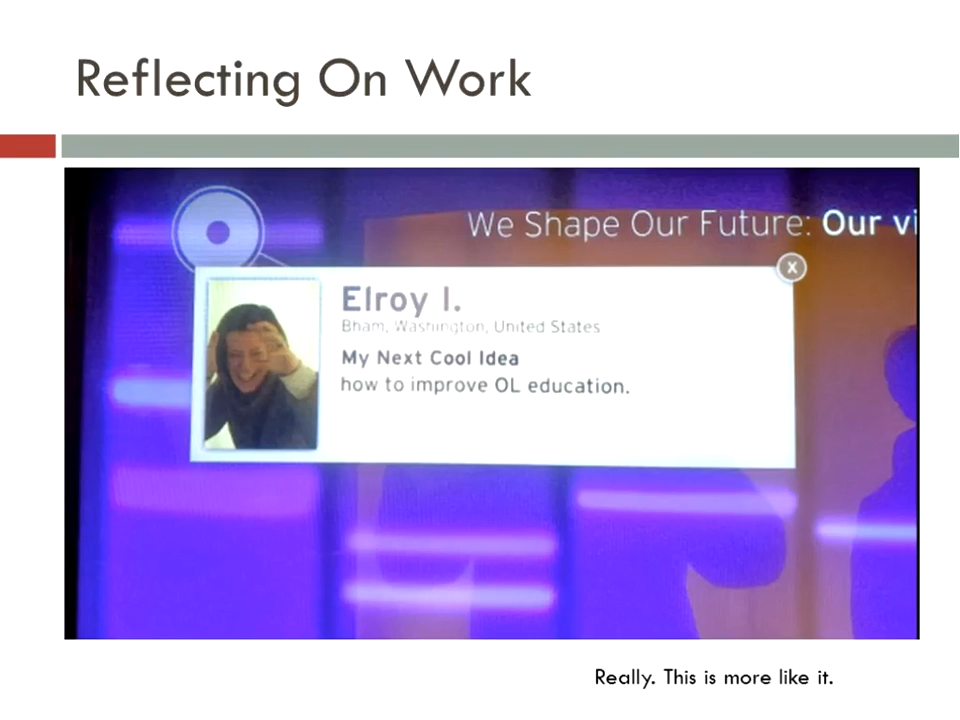 Reflecting On Work
We Shape Our Future: Our vi
X
Elroy I.
Bham, Washington, United States
My Next Cool Idea
how to improve OL education.
Really. This is more like it.